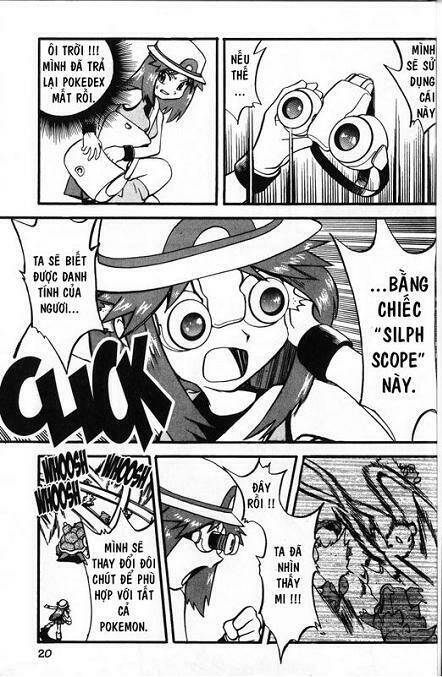 ÔI TRỜI !!!
MÌNH ĐÃ TRẢ
LẠI POKEDEX
MẤT RỒI.
NẾU
THẾ
...
MÌNH
SẼ SỬ
DỤNG
CÁI
NÀY
TA SẼ BIẾT
ĐƯỢC DANH
TÍNH CỦA
NGƯƠI...
...BẰNG
CHIẾC
“SILPH
SCOPE”
NÀY.
CLICK
WHOOSH
WHOOSH
WHOOSH
MÌNH SẼ
THAY ĐỔI ĐÔI
CHÚT ĐỂ PHÙ
HỢP VỚI TẤT
CẢ
POKEMON.
ĐÂY
RỒI !!
TA ĐÃ
NHÌN
THẤY
MI !!!
20